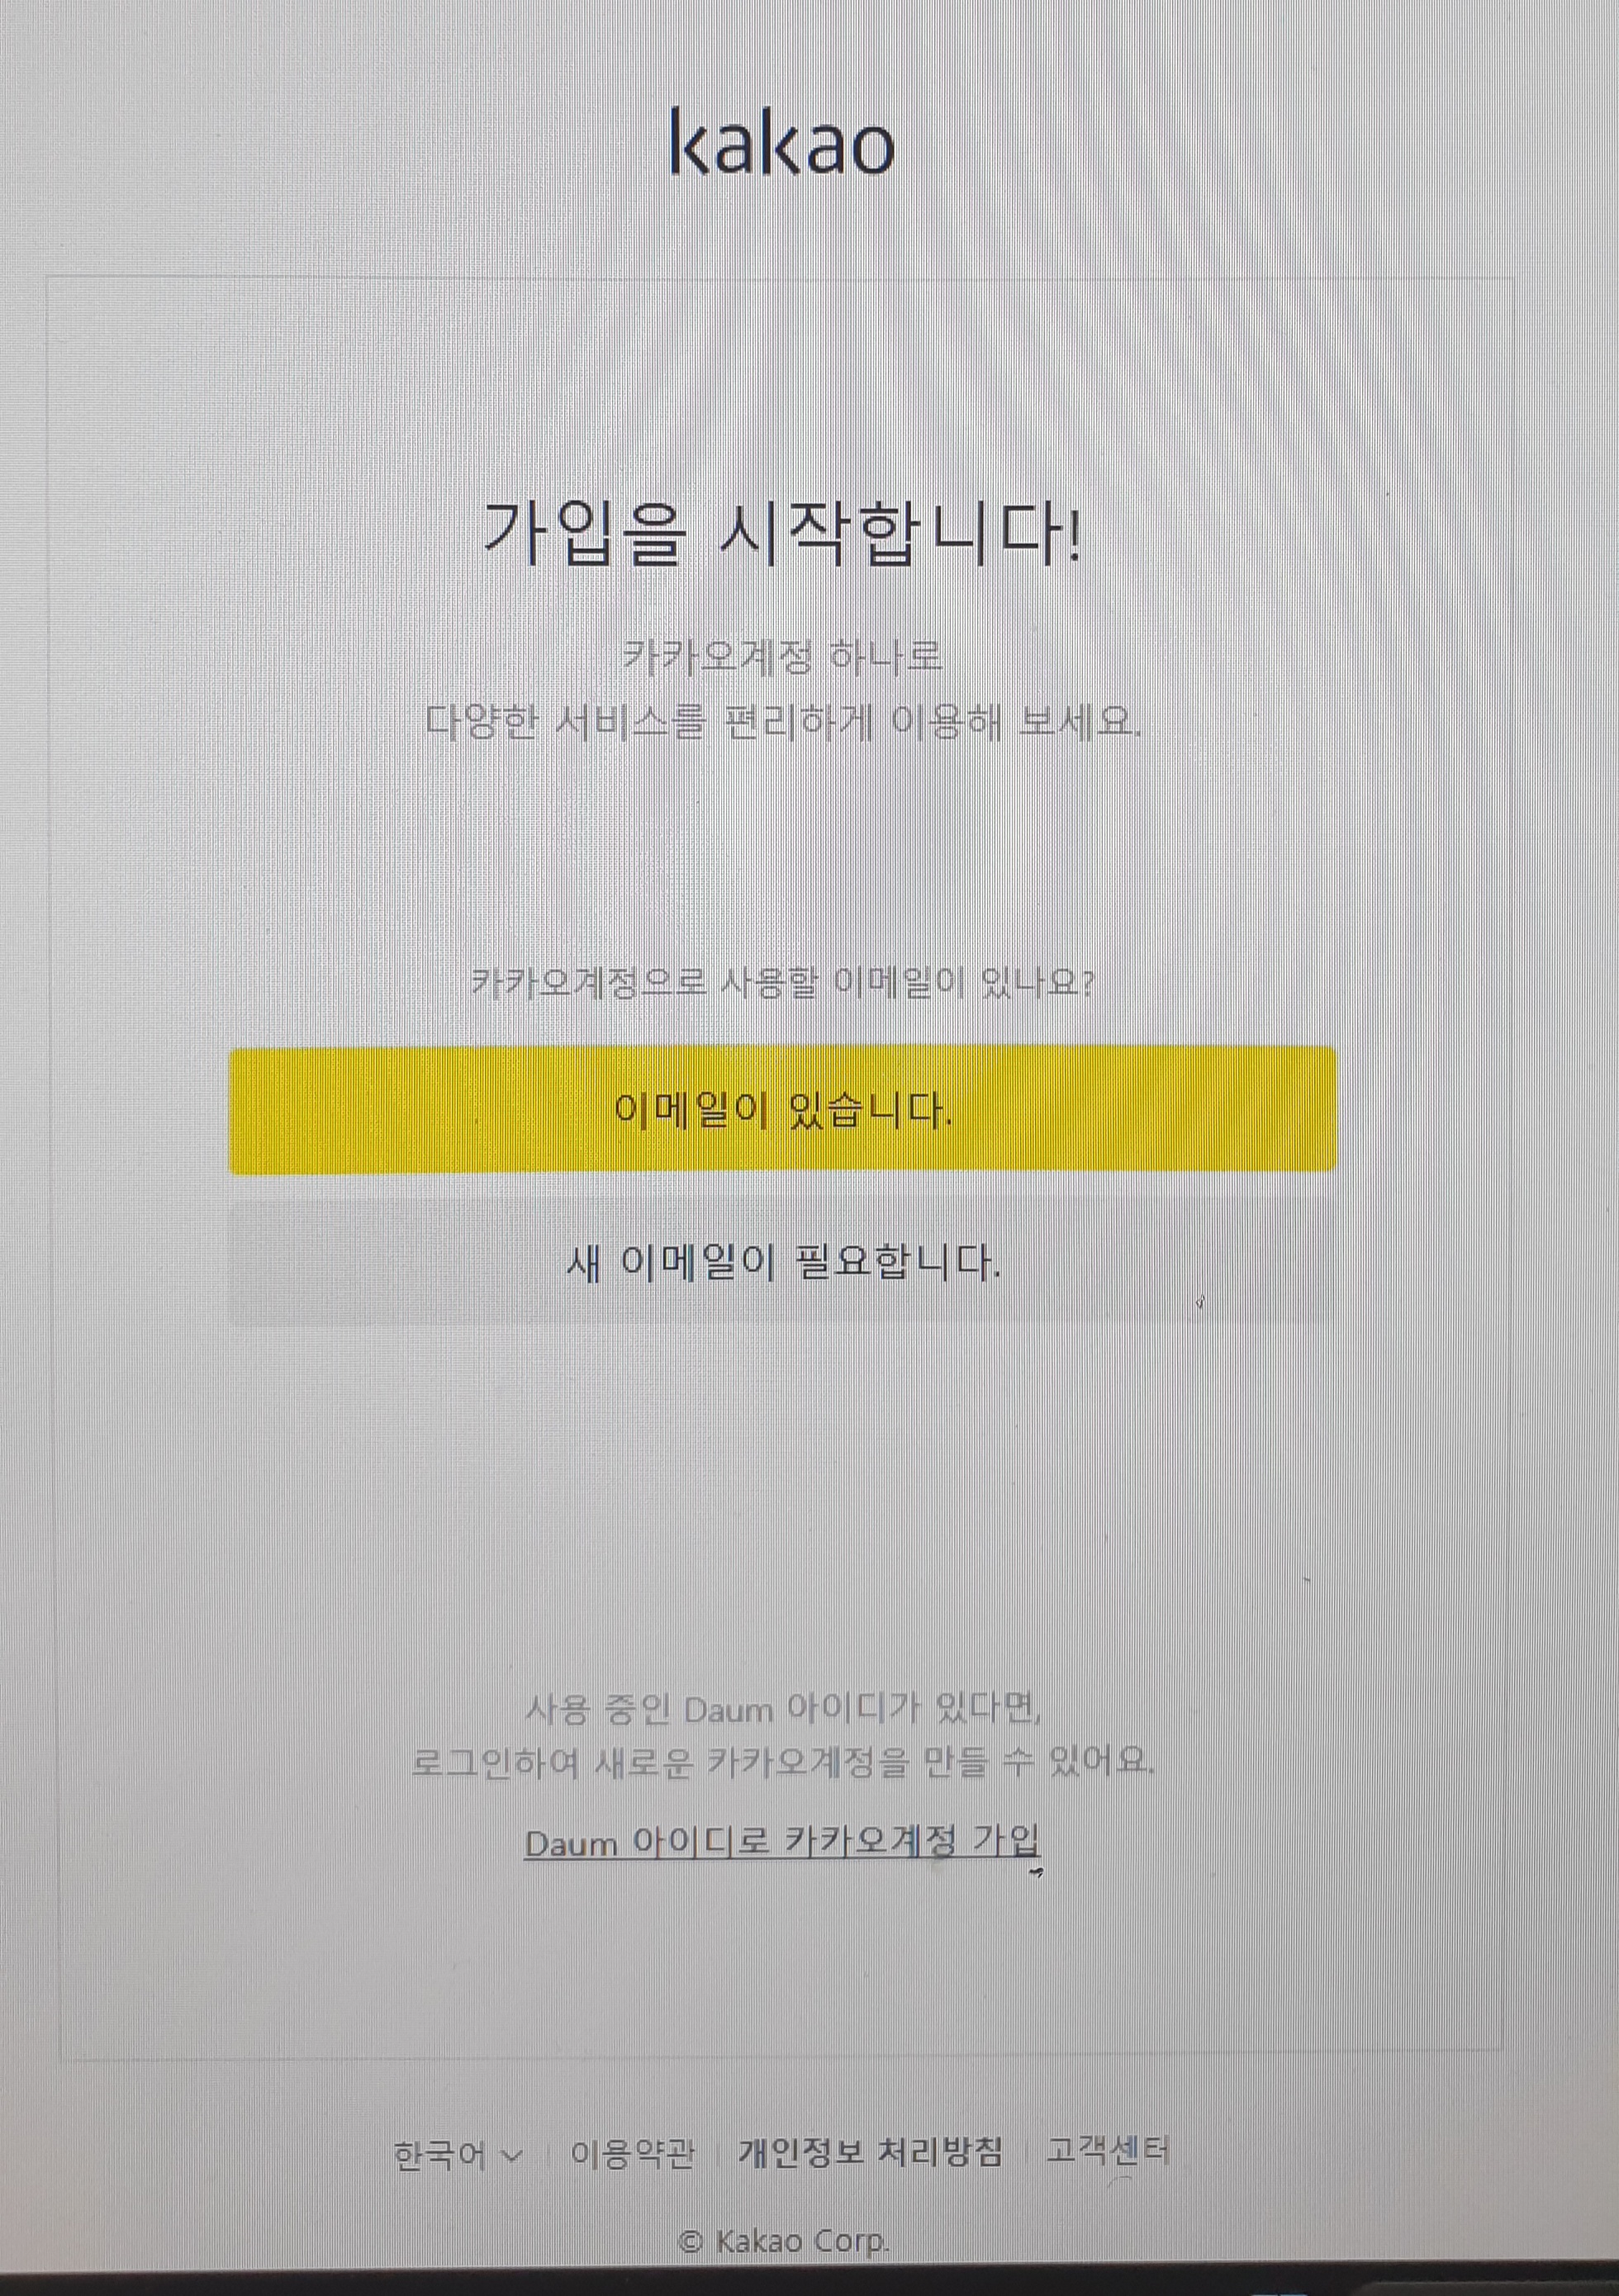 kakao
가입을 시작합니다!
카카오계정 하나로
다양한 서비스를 편리하게 이용해 보세요.
카카오계정으로 사용할 이메일이 있나요?
이메일이 있습니다.
새 이메일이 필요합니다.
사용 중인 Daum 아이디가 있다면,
로그인하여 새로운 카카오계정을 만들 수 있어요.
Daum 아이디로 카카오계정 가입
한국어 이용약관 개인정보 처리방침 고객센터
© Kakao Corp.